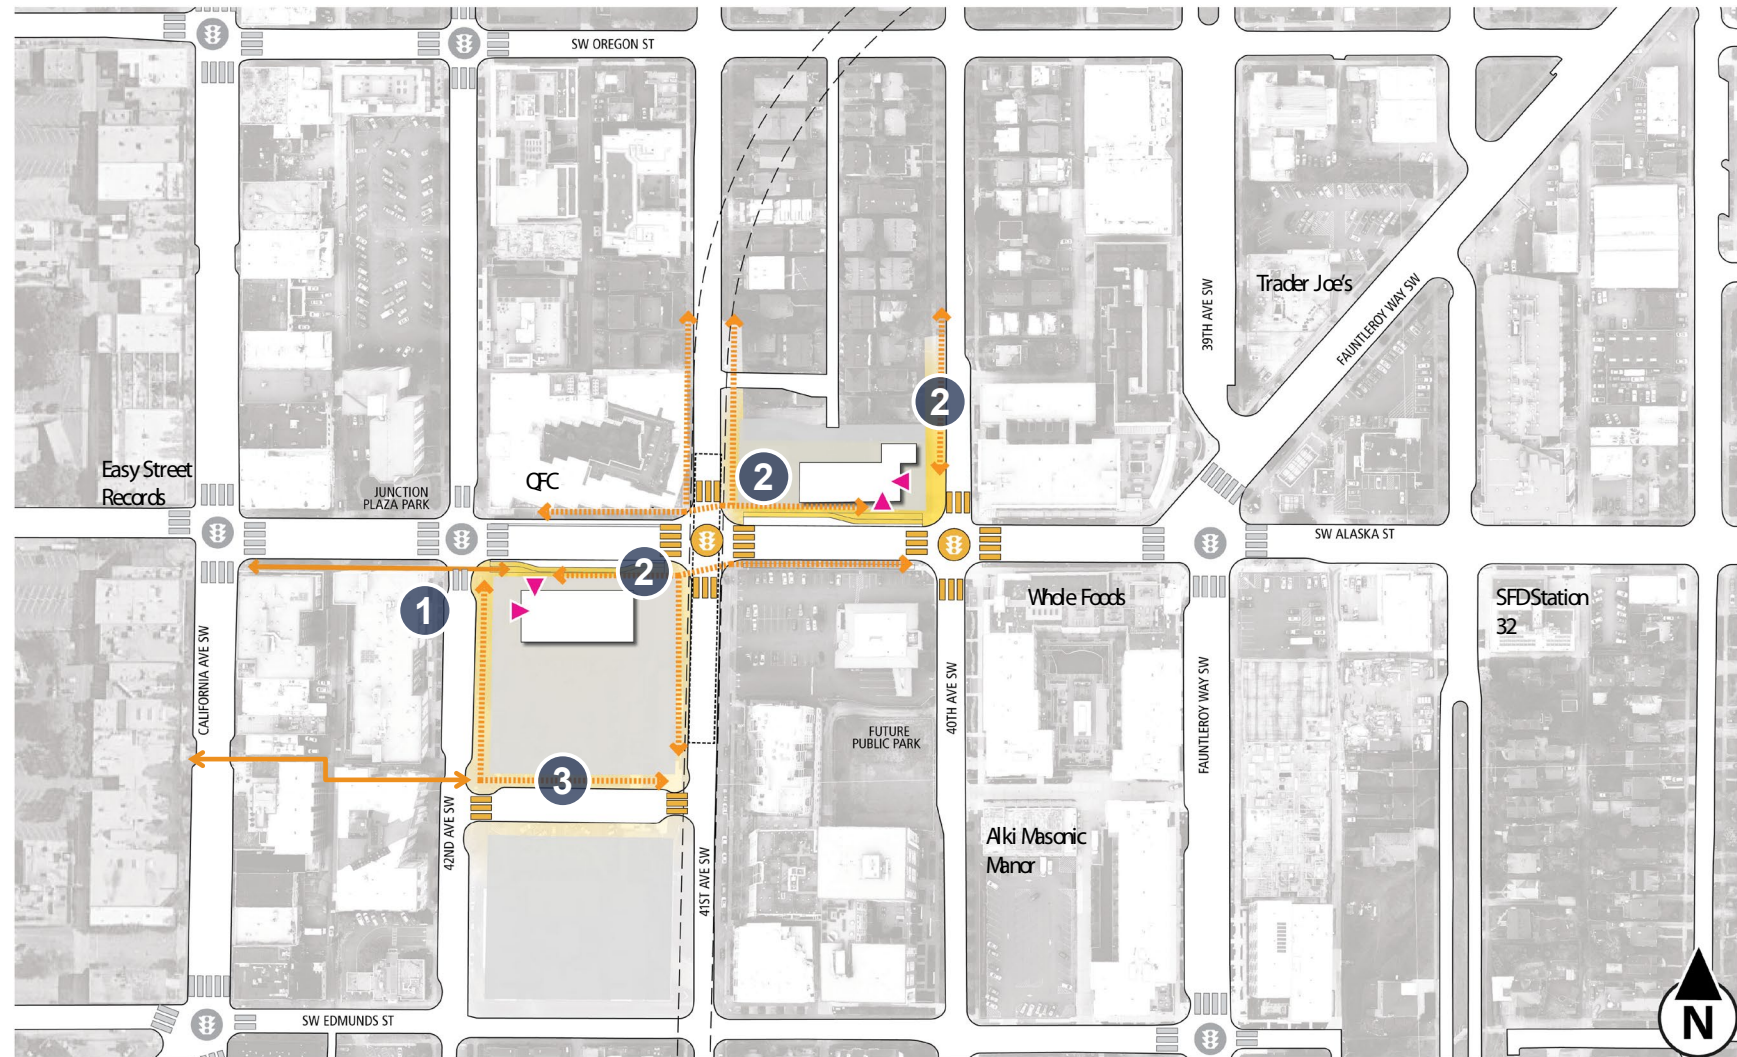 SW OREGON ST
39TH AVE SW
Trader Joe's
FAUNTLEROY WAY SW
2
Easy Street
Records
JUNCTION
PLAZA PARK
QFC
2
SW ALASKA ST
1
2
Whole Foods
SFD Station
32
CALIFORNIA AVE SW
40TH AVE SW
FAUNTLEROY WAY SW
FUTURE
PUBLIC PARK
3
42ND AVE SW
41ST AVE SW
Alki Masonic
Manor
SW EDMUNDS ST
N